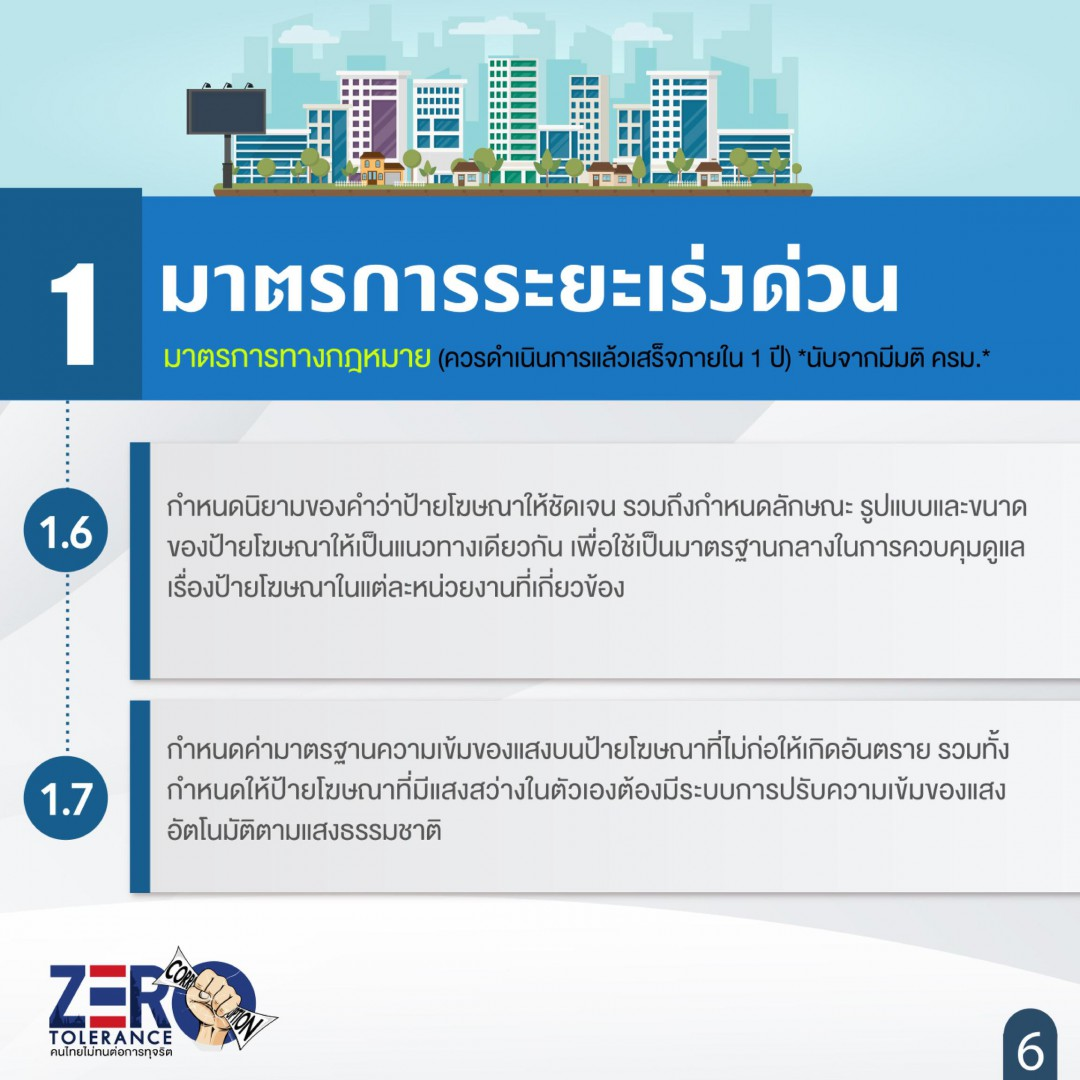 1
มาตรการระยะเร่งด่วน
มาตรการทางกฎหมาย (ควรดำเนินการแล้วเสร็จภายใน 1 ปี) *นับจากมีมติ ครม.*
1.6
กำหนดนิยามของคำว่าป้ายโฆษณาให้ชัดเจน รวมถึงกำหนดลักษณะ รูปแบบและขนาด
ของป้ายโฆษณาให้เป็นแนวทางเดียวกัน เพื่อใช้เป็นมาตรฐานกลางในการควบคุมดูแล
เรื่องป้ายโฆษณาในแต่ละหน่วยงานที่เกี่ยวข้อง
1.7
กำหนดค่ามาตรฐานความเข้มของแสงบนป้ายโฆษณาที่ไม่ก่อให้เกิดอันตราย รวมทั้ง
กำหนดให้ป้ายโฆษณาที่มีแสงสว่างในตัวเองต้องมีระบบการปรับความเข้มของแสง
อัตโนมัติตามแสงธรรมชาติ
ZERO
CORRUPTION
TOLERANCE
คนไทยไม่ทนต่อการทุจริต
6